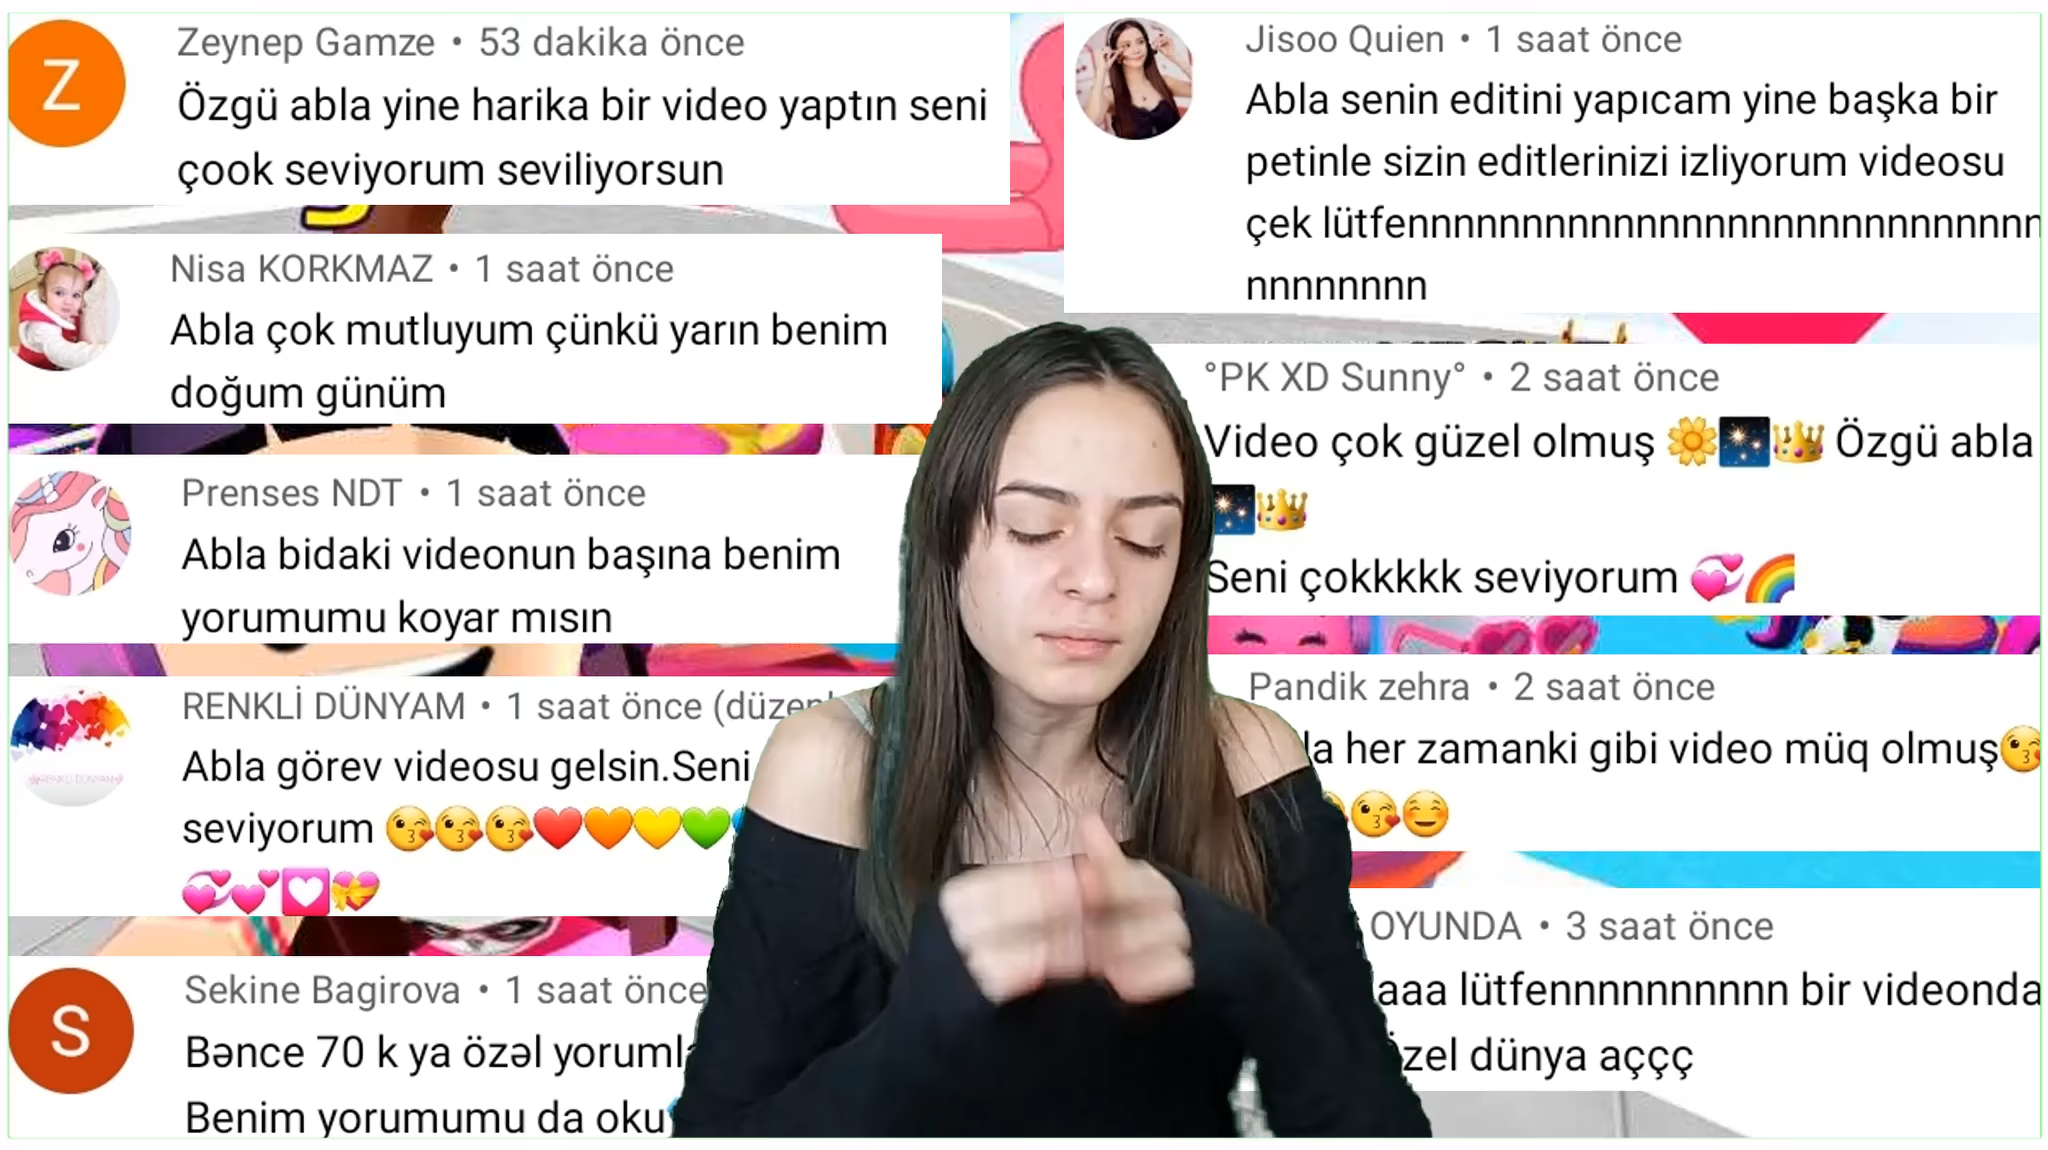 Z
Zeynep Gamze • 53 dakika önce
Özgü abla yine harika bir video yaptın seni
çook seviyorum seviliyorsun
Nisa KORKMAZ • 1 saat önce
Abla çok mutluyum çünkü yarın benim
doğum günüm
Prenses NDT • 1 saat önce
Abla bidaki videonun başına benim
yorumumu koyar mısın
RENKLİ DÜNYAM • 1 saat önce
Abla görev videosu gelsin.Seni
seviyorum 😘😘😘❤️🧡💛💚
💞💕💟💝
RENKLİ DÜNYAM
S
Sekine Bagirova • 1 saat önce
Bənce 70 k ya özəl
Benim yorumumu da oku
Jisoo Quien • 1 saat önce
Abla senin editini yapıcam yine başka bir
petinle sizin editlerinizi izliyorum videosu
çek lütfennnnnnnnnnnnnnnnnnnnnnnnnnnnnn
nnnnnnnn
°PK XD Sunny° • 2 saat önce
Video çok güzel olmuş 🌼🎇👑 Özgü abla
🎇👑
Seni çokkkkk seviyorum 💞🌈
Pandik zehra • 2 saat önce
her zamanki gibi video müq olmuş😘
😘☺️
OYUNDA • 3 saat önce
lütfennnnnnnnnnn bir videonda
dünya aççç